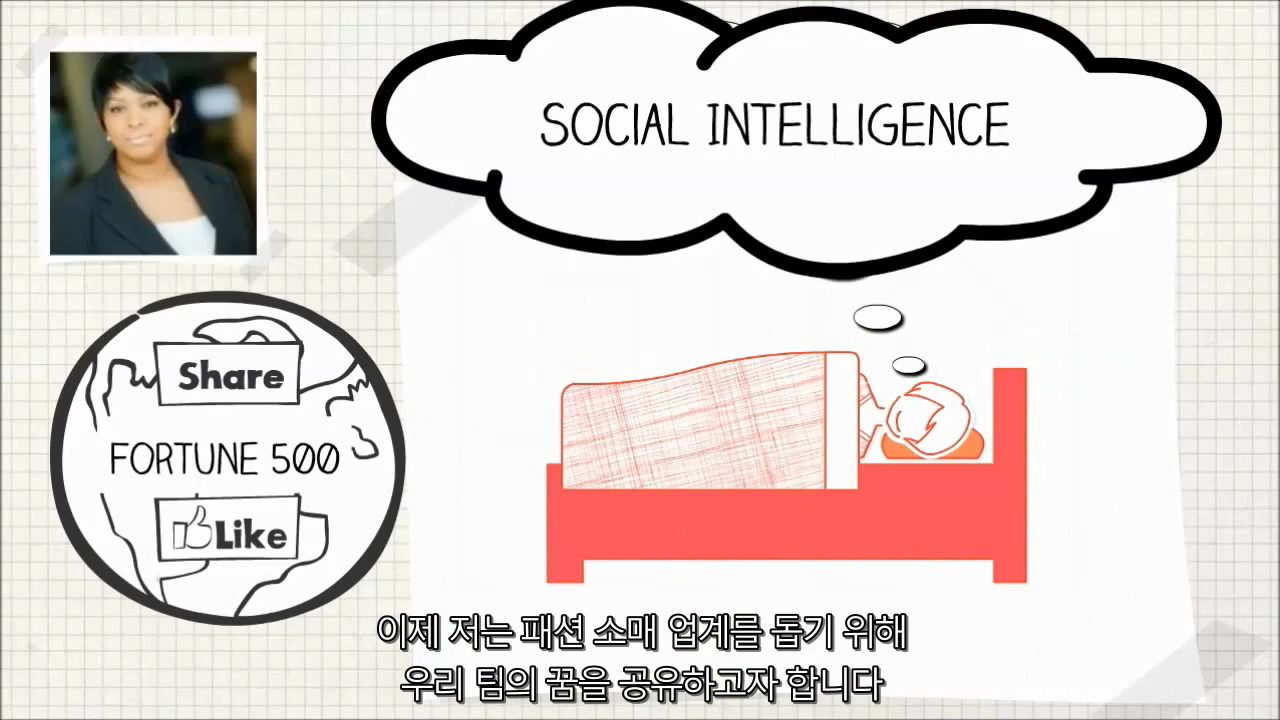 SOCIAL INTELLIGENCE
Share
FORTUNE 500
Like
이제 저는 패션 소매 업계를 돕기 위해
우리 팀의 꿈을 공유하고자 합니다